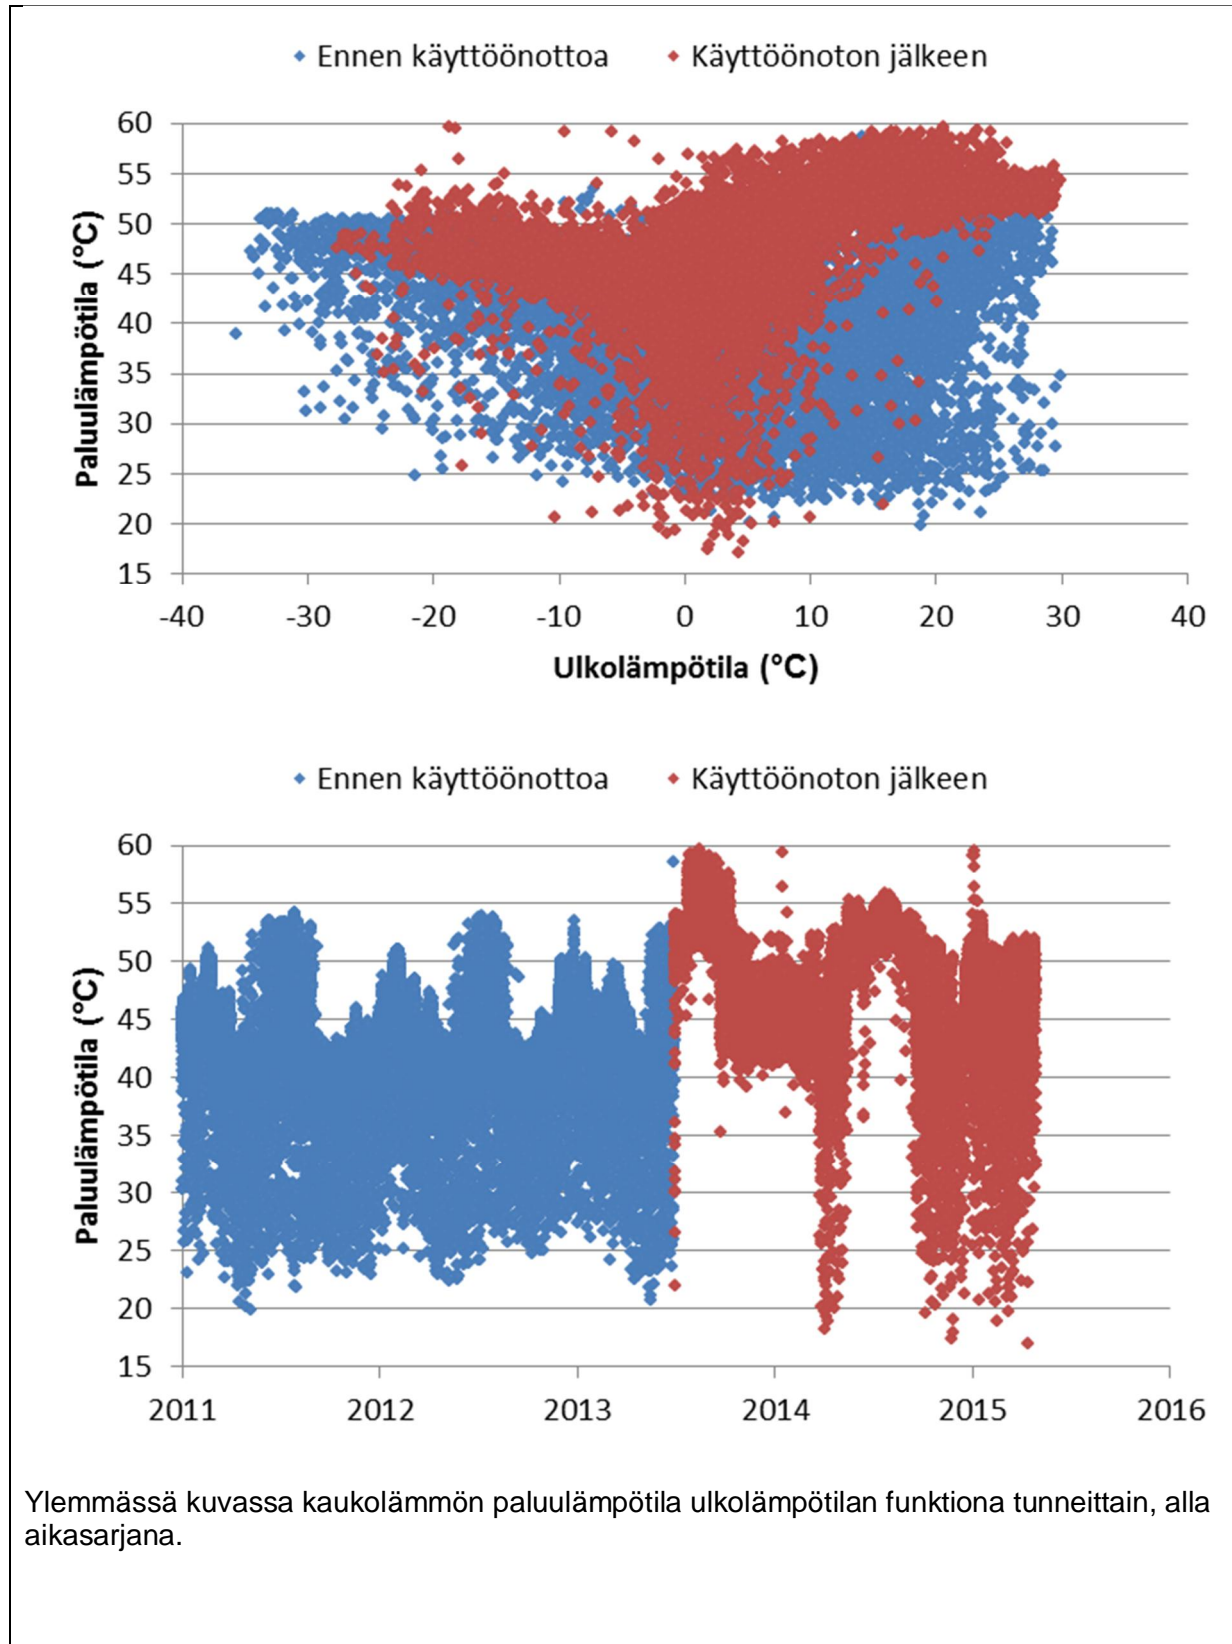 Ennen käyttöönottoa Käyttöönoton jälkeen
60
55
50
45
40
35
30
25
20
15
Paluulämpötila (°C)
-40 -30 -20 -10 0 10 20 30 40
Ulkolämpötila (°C)
Ennen käyttöönottoa Käyttöönoton jälkeen
60
55
50
45
40
35
30
25
20
15
Paluulämpötila (°C)
2011 2012 2013 2014 2015 2016
Ylemmässä kuvassa kaukolämmön paluulämpötila ulkolämpötilan funktiona tunneittain, alla
aikasarjana.